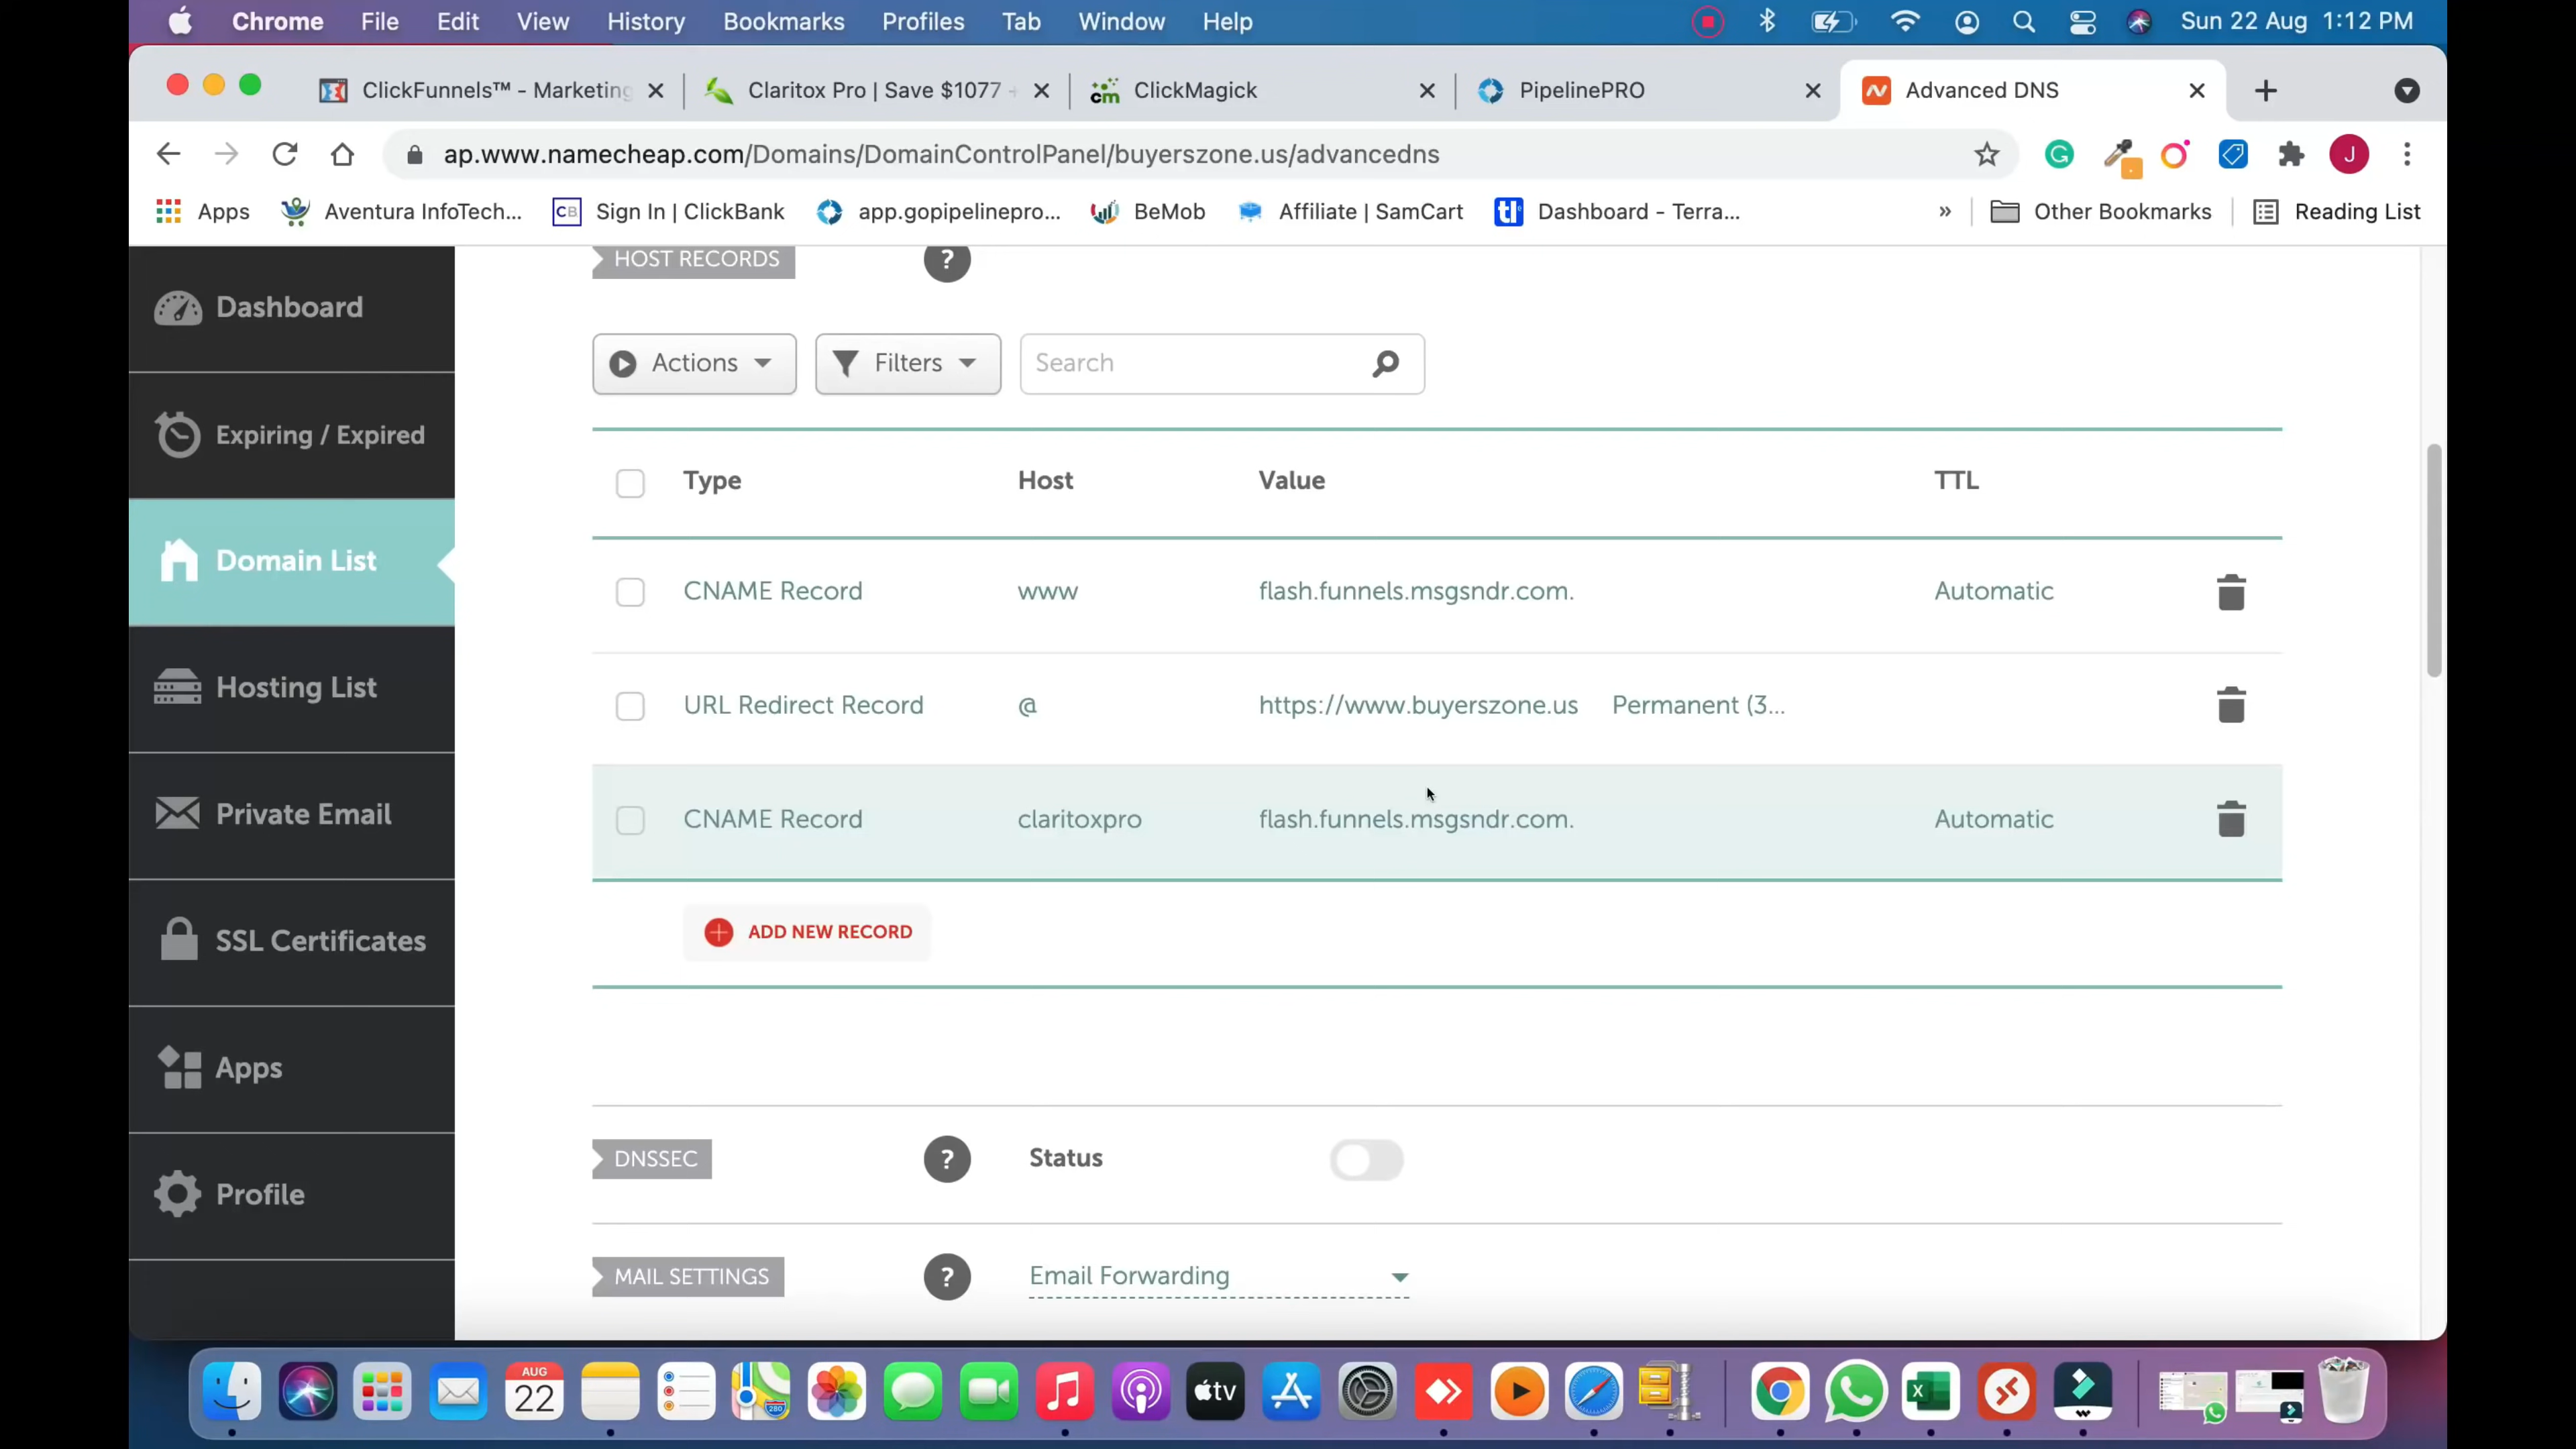 Chrome File Edit View History Bookmarks Profiles Tab Window Help Sun 22 Aug 1:12 PM
ClickFunnels™ - Marketing Claritox Pro | Save $1077 + cm ClickMagick PipelinePRO Advanced DNS
ap.www.namecheap.com/Domains/DomainControlPanel/buyerszone.us/advancedns J
Apps Aventura InfoTech... CB Sign In | ClickBank app.gopipelinepro... BeMob Affiliate | SamCart tl Dashboard - Terra... » Other Bookmarks Reading List
HOST RECORDS ?
Dashboard
Actions Filters Search
Expiring / Expired
Type Host Value TTL
Domain List
CNAME Record www flash.funnels.msgsndr.com. Automatic
Hosting List
URL Redirect Record @ https://www.buyerszone.us Permanent (3...
Private Email
CNAME Record claritoxpro flash.funnels.msgsndr.com. Automatic
SSL Certificates
ADD NEW RECORD
Apps
DNSSEC ? Status
Profile
MAIL SETTINGS ? Email Forwarding
AUG
22
280
tv
X